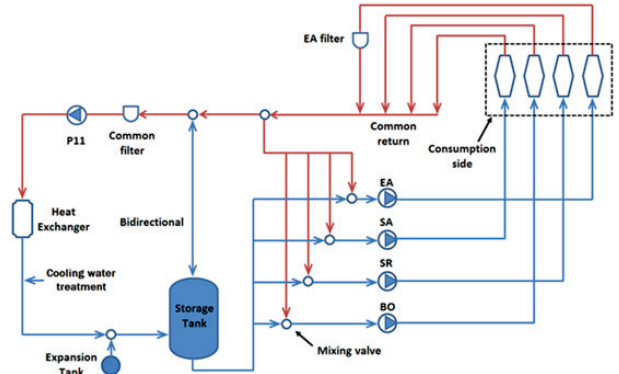 EA filter
P11
Common
filter
Common
return
Consumption
side
EA
Heat
Exchanger
Bidirectional
SA
Cooling water
treatment
SR
Storage
Tank
BO
Mixing valve
Expansion
Tank